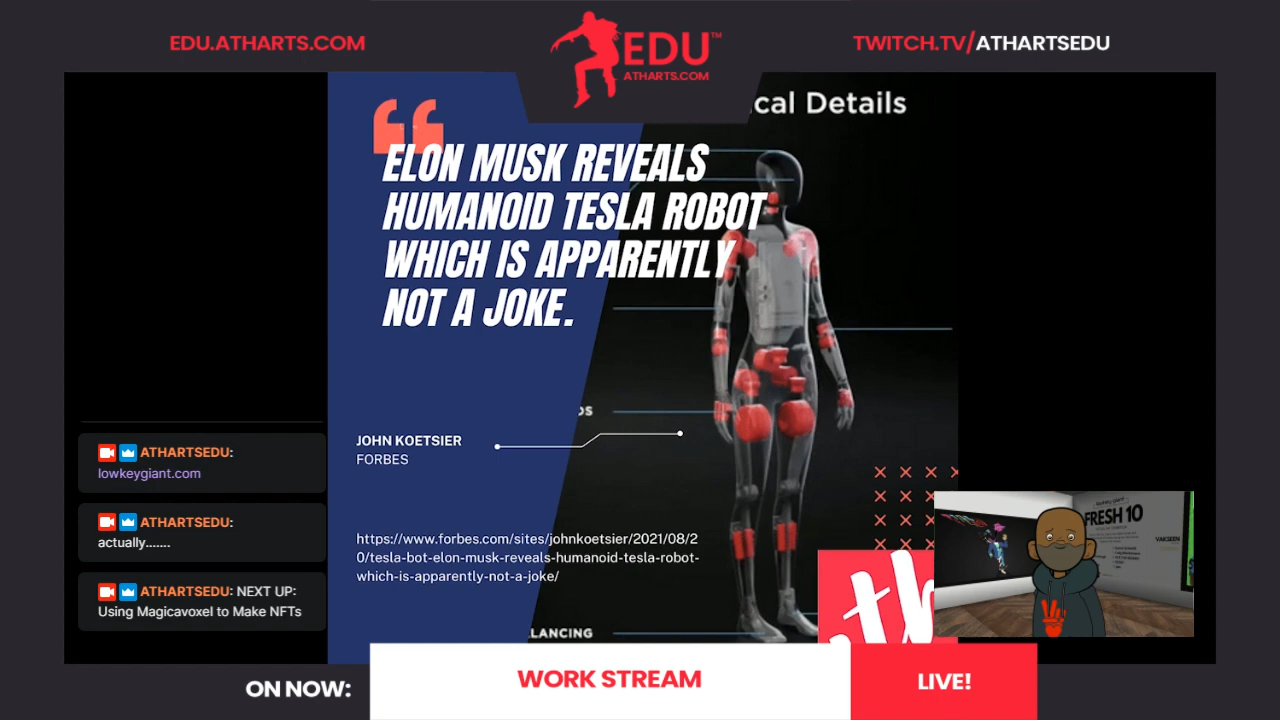 EDU.ATHARTS.COM
EDU™
ATHARTS.COM
TWITCH.TV/ATHARTSEDU
cal Details
ELON MUSK REVEALS
HUMANOID TESLA ROBOT
WHICH IS APPARENTLY
NOT A JOKE.
JOHN KOETSIER
FORBES
https://www.forbes.com/sites/johnkoetsier/2021/08/2
0/tesla-bot-elon-musk-reveals-humanoid-tesla-robot-
which-is-apparently-not-a-joke/
LANCING
ATHARTSEDU:
lowkeygiant.com
ATHARTSEDU:
actually.......
ATHARTSEDU: NEXT UP:
Using Magicavoxel to Make NFTs
ath
FRESH 10
ON NOW:
WORK STREAM
LIVE!